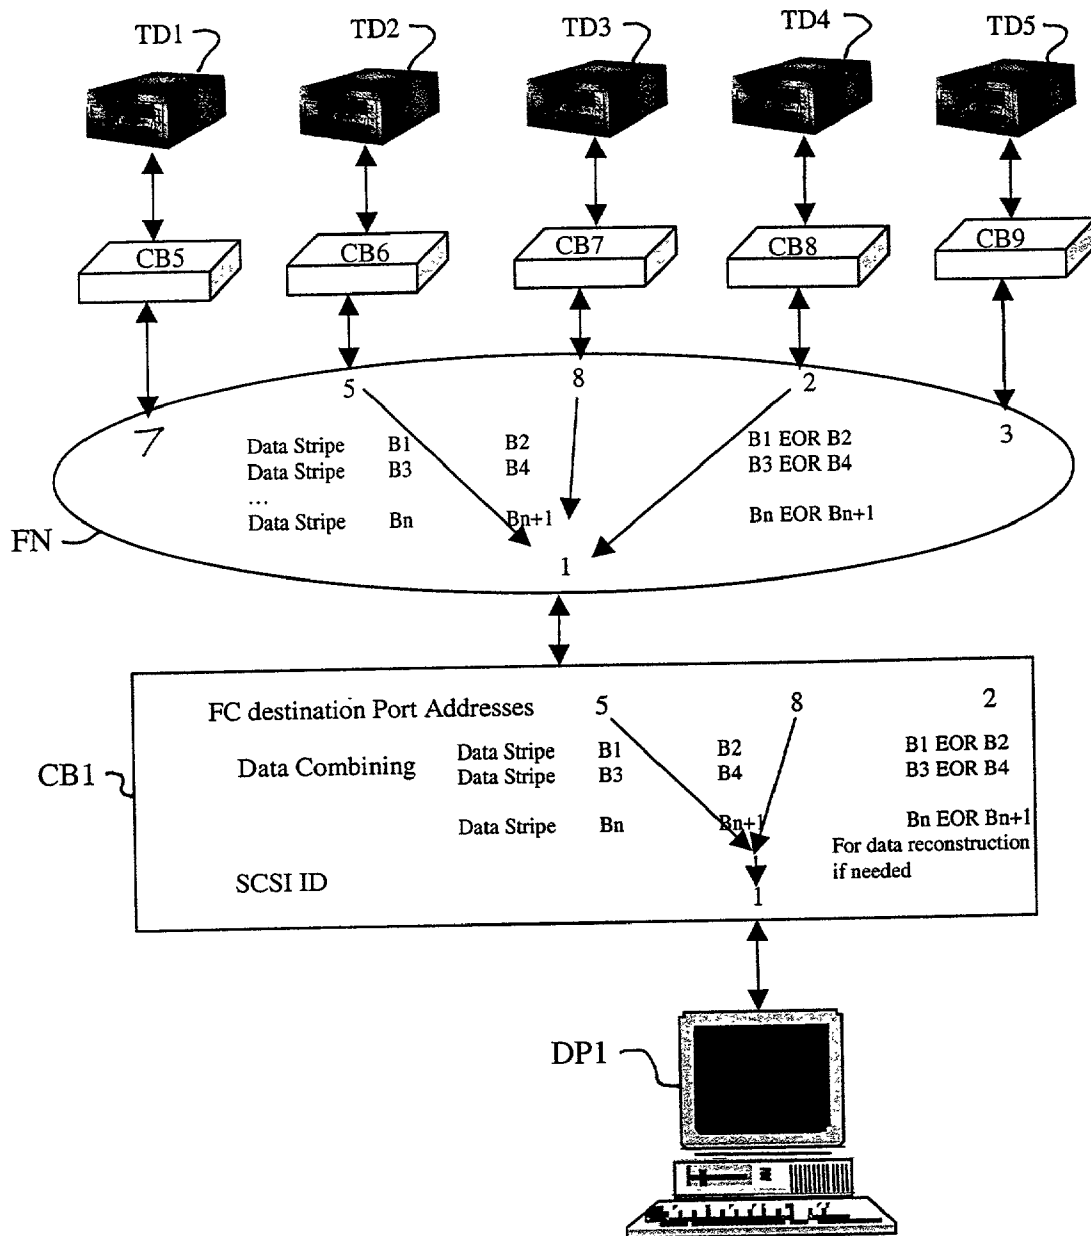 TD1 TD2 TD3 TD4 TD5
CB5 CB6 CB7 CB8 CB9
5 8 2
7 3
Data Stripe B1 B2 B1 EOR B2
Data Stripe B3 B4 B3 EOR B4
...
Data Stripe Bn Bn+1 Bn EOR Bn+1
FN
1
FC destination Port Addresses 5 8 2
Data Combining
Data Stripe B1 B2 B1 EOR B2
Data Stripe B3 B4 B3 EOR B4
CB1
Data Stripe Bn Bn+1 Bn EOR Bn+1
For data reconstruction
if needed
SCSI ID 1
DP1